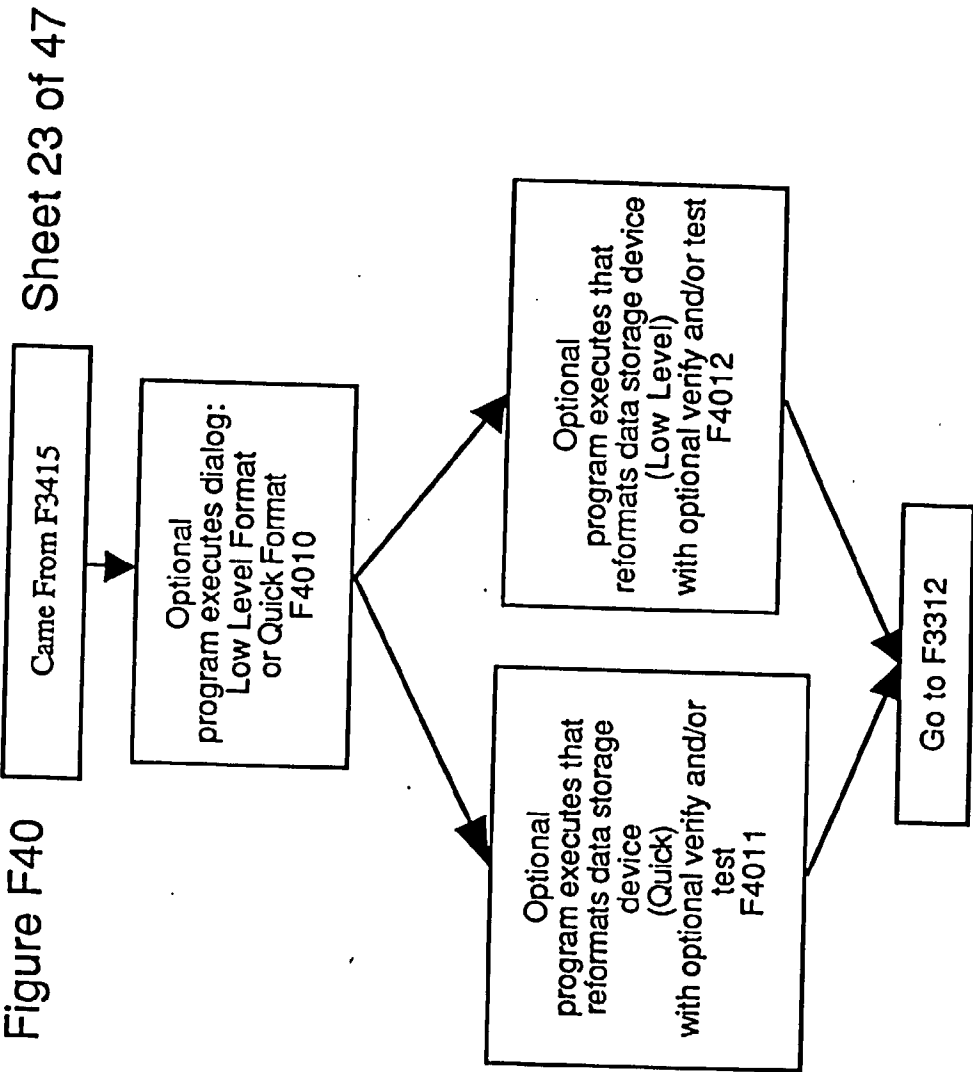 Figure F40
Sheet 23 of 47
Came From F3415
Optional
program executes dialog:
Low Level Format
or Quick Format
F4010
Optional
program executes that
reformats data storage
device
(Quick)
with optional verify and/or
test
F4011
Optional
program executes that
reformats data storage device
(Low Level)
with optional verify and/or test
F4012
Go to F3312